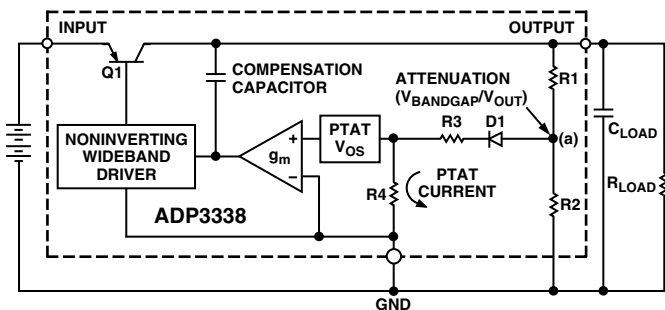 INPUT
OUTPUT
Q1
COMPENSATION
CAPACITOR
ATTENUATION
(VBANDGAP/VOUT)
R1
NONINVERTING
WIDEBAND
DRIVER
gm
+
−
PTAT
VOS
R3
D1
(a)
CLOAD
RLOAD
R4
PTAT
CURRENT
R2
ADP3338
GND